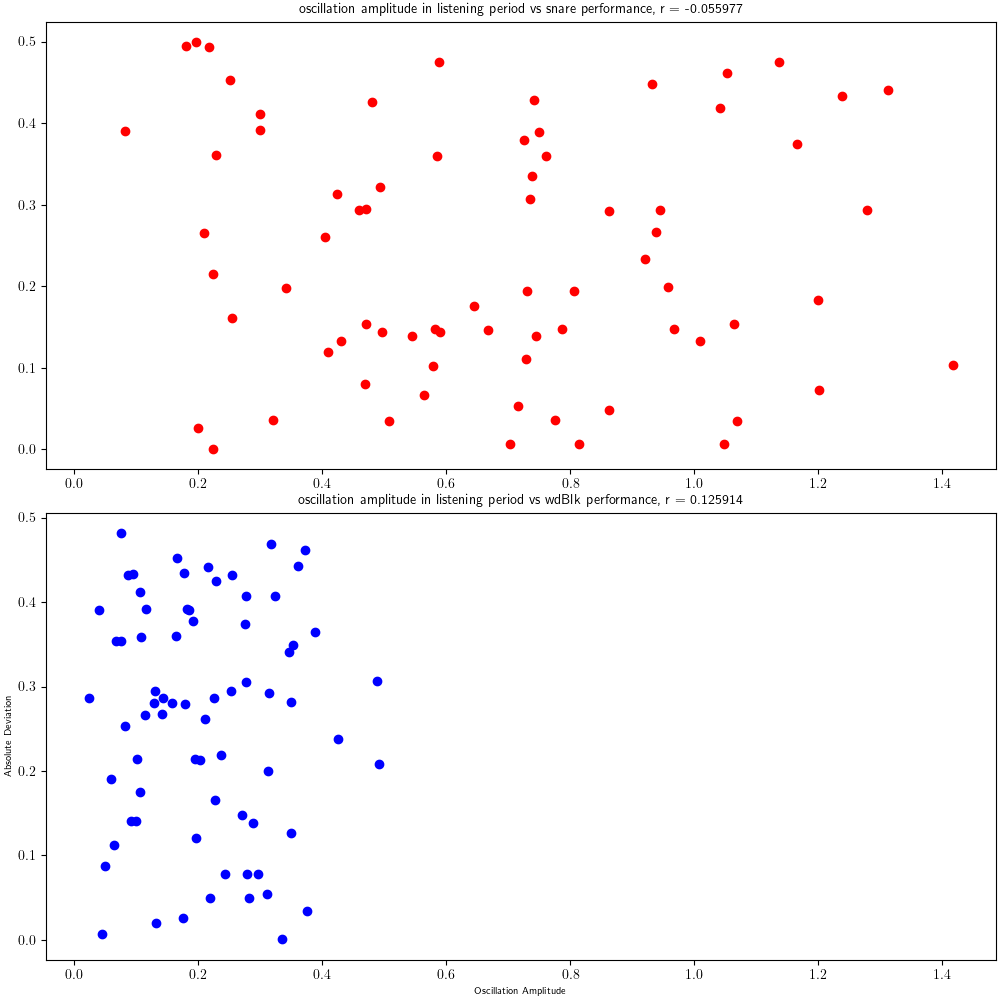 oscillation amplitude in listening period vs snare performance, r = -0.055977
0.5
0.4
0.3
0.2
0.1
0.0
0.0 0.2 0.4 0.6 0.8 1.0 1.2 1.4
oscillation amplitude in listening period vs wdBlk performance, r = 0.125914
0.5
0.4
0.3
0.2
0.1
0.0
Absolute Deviation
0.0 0.2 0.4 0.6 0.8 1.0 1.2 1.4
Oscillation Amplitude